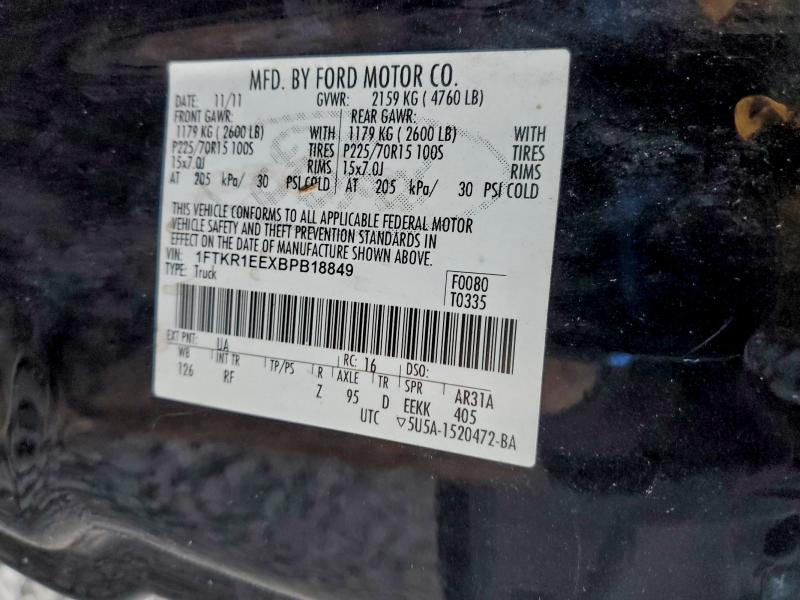 MFD. BY FORD MOTOR CO.
DATE: 11/11 GVWR: 2159 KG ( 4760 LB)
FRONT GAWR: REAR GAWR:
1179 KG ( 2600 LB) WITH 1179 KG ( 2600 LB) WITH
P225/70R15 100S TIRES P225/70R15 100S TIRES
15x7.0J RIMS 15x7.0J RIMS
AT 205 kPa/ 30 PSI COLD AT 205 kPa/ 30 PSI COLD
THIS VEHICLE CONFORMS TO ALL APPLICABLE FEDERAL MOTOR
VEHICLE SAFETY AND THEFT PREVENTION STANDARDS IN
EFFECT ON THE DATE OF MANUFACTURE SHOWN ABOVE.
VIN: 1FTKR1EEXBPB18849
TYPE: Truck
F0080
T0335
EXT PNT: UA RC: 16 DSO:
WB INT TR TP/PS R AXLE TR SPR AR31A
126 RF Z 95 D EEKK 405
UTC ▽5U5A-1520472-BA